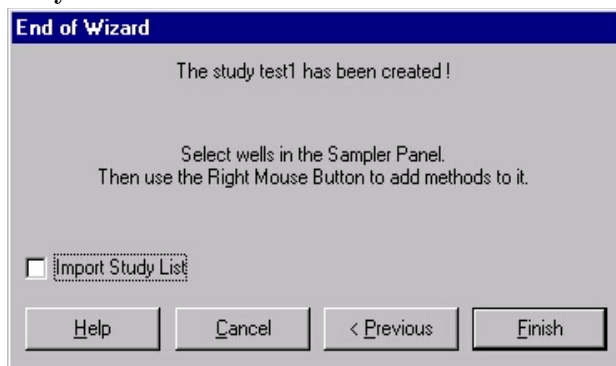 End of Wizard
The study test1 has been created !
Select wells in the Sampler Panel.
Then use the Right Mouse Button to add methods to it.
Import Study List
Help
Cancel
< Previous
Finish